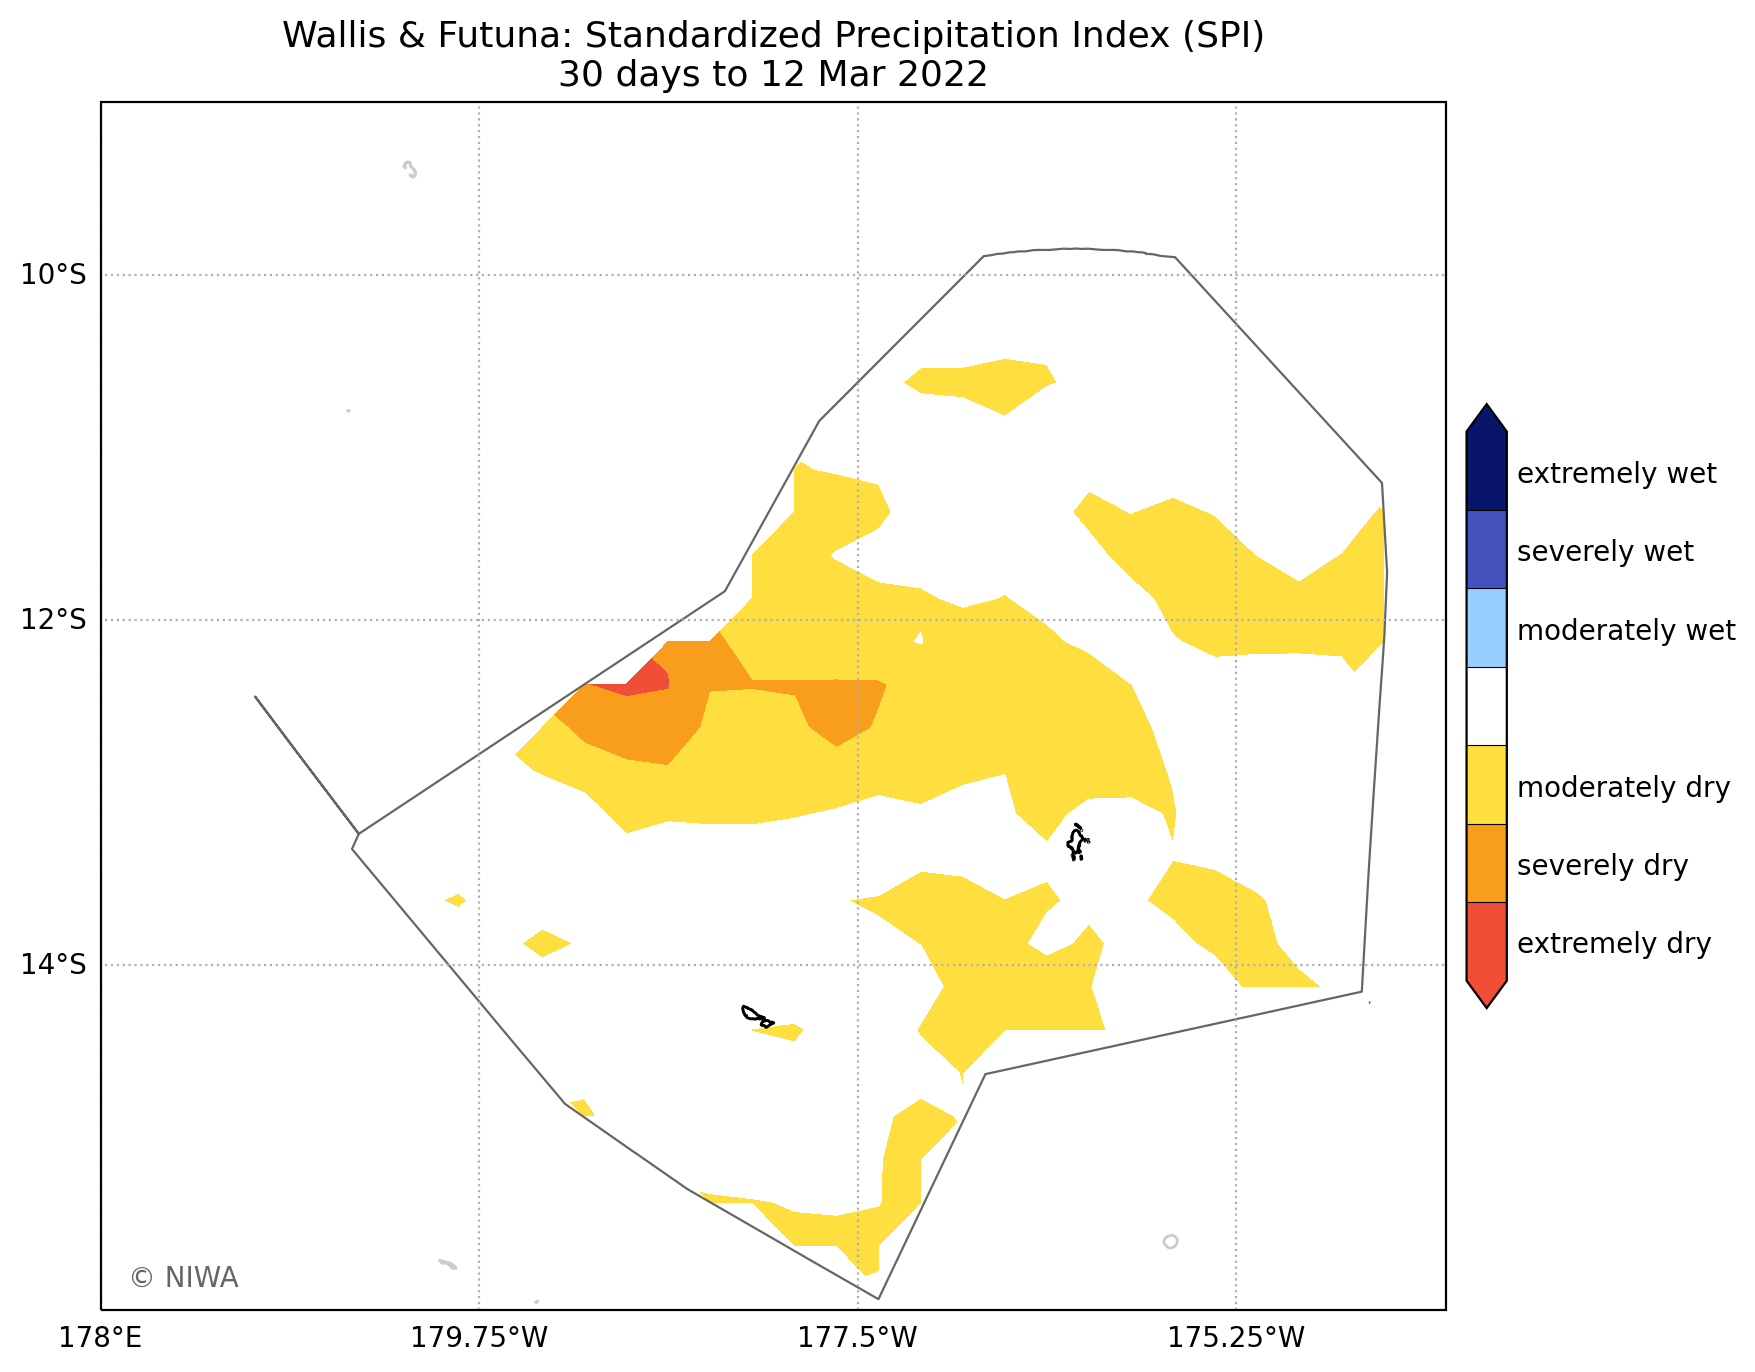 Wallis & Futuna: Standardized Precipitation Index (SPI)
30 days to 12 Mar 2022
10°S
12°S
14°S
178°E
179.75°W
177.5°W
175.25°W
extremely wet
severely wet
moderately wet
moderately dry
severely dry
extremely dry
© NIWA